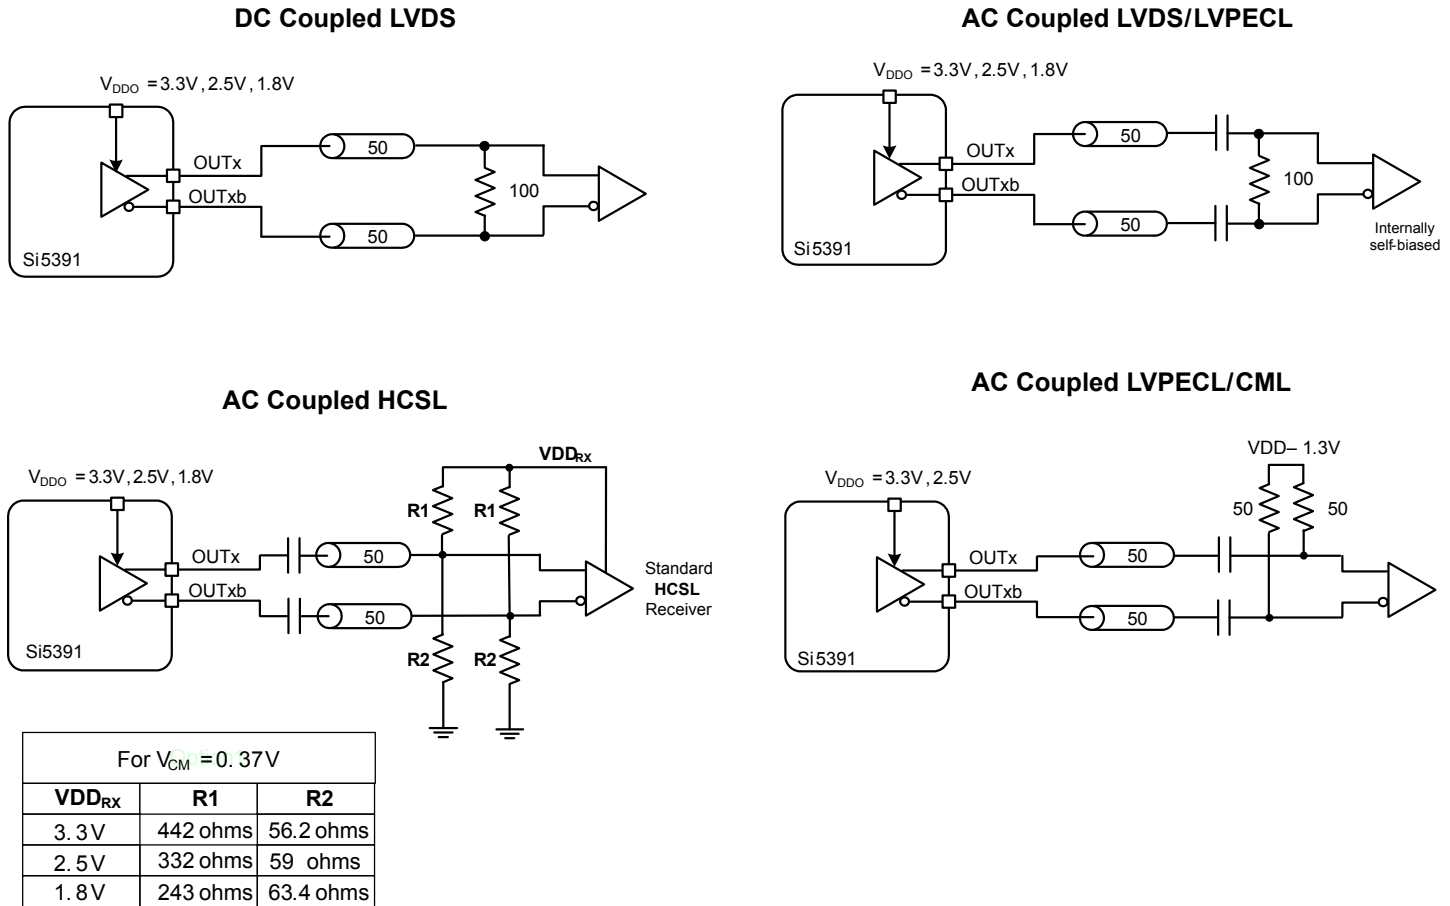 DC Coupled LVDS
VDDO =3.3V, 2.5V, 1.8V
OUTx
OUTxb
50
50
100
Si5391
AC Coupled LVDS/LVPECL
VDDO =3.3V, 2.5V, 1.8V
OUTx
OUTxb
50
50
100
Internally
self-biased
Si5391
AC Coupled HCSL
VDDO =3.3V, 2.5V, 1.8V
VDDRX
R1
R1
OUTx
OUTxb
50
50
R2
R2
Standard
HCSL
Receiver
Si5391
For VCM =0.37V
VDDRX R1 R2
3.3V 442 ohms 56.2 ohms
2.5V 332 ohms 59 ohms
1.8V 243 ohms 63.4 ohms
AC Coupled LVPECL/CML
VDDO =3.3V, 2.5V
VDD– 1.3V
50
50
OUTx
OUTxb
50
50
Si5391